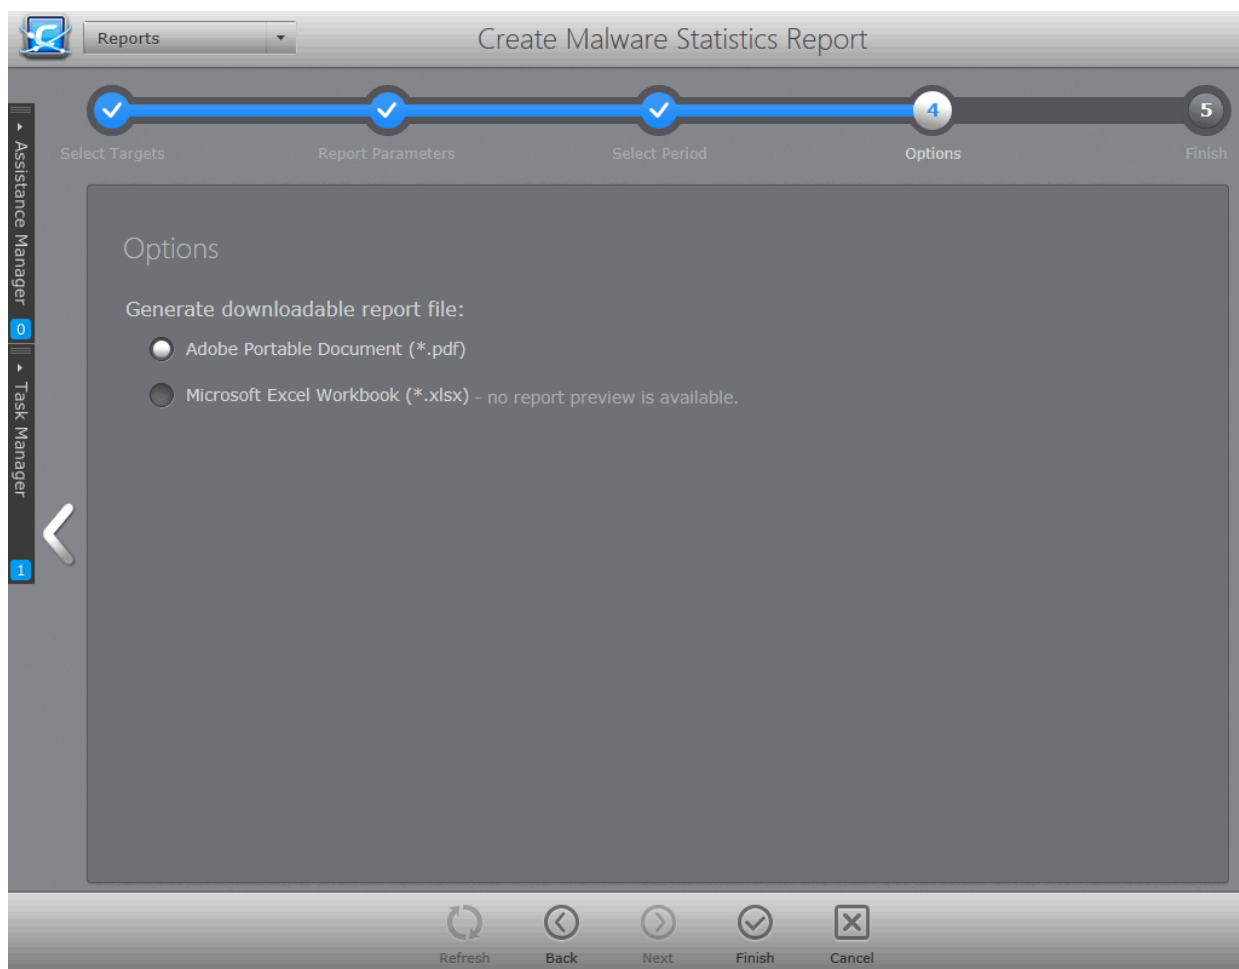 Reports
Create Malware Statistics Report
4
5
Select Targets
Report Parameters
Select Period
Options
Finish
Assistance Manager
0
Task Manager
1
Options
Generate downloadable report file:
Adobe Portable Document (*.pdf)
Microsoft Excel Workbook (*.xlsx) - no report preview is available.
Refresh
Back
Next
Finish
Cancel